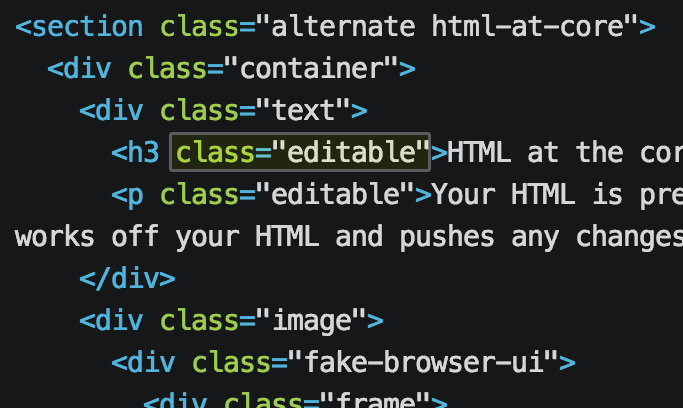 <section class="alternate html-at-core">
<div class="container">
<div class="text">
<h3 class="editable">HTML at the
<p class="editable">Your HTML is
works off your HTML and pushes any changes
</div>
<div class="image">
<div class="fake-browser-ui">
<div class="frame">